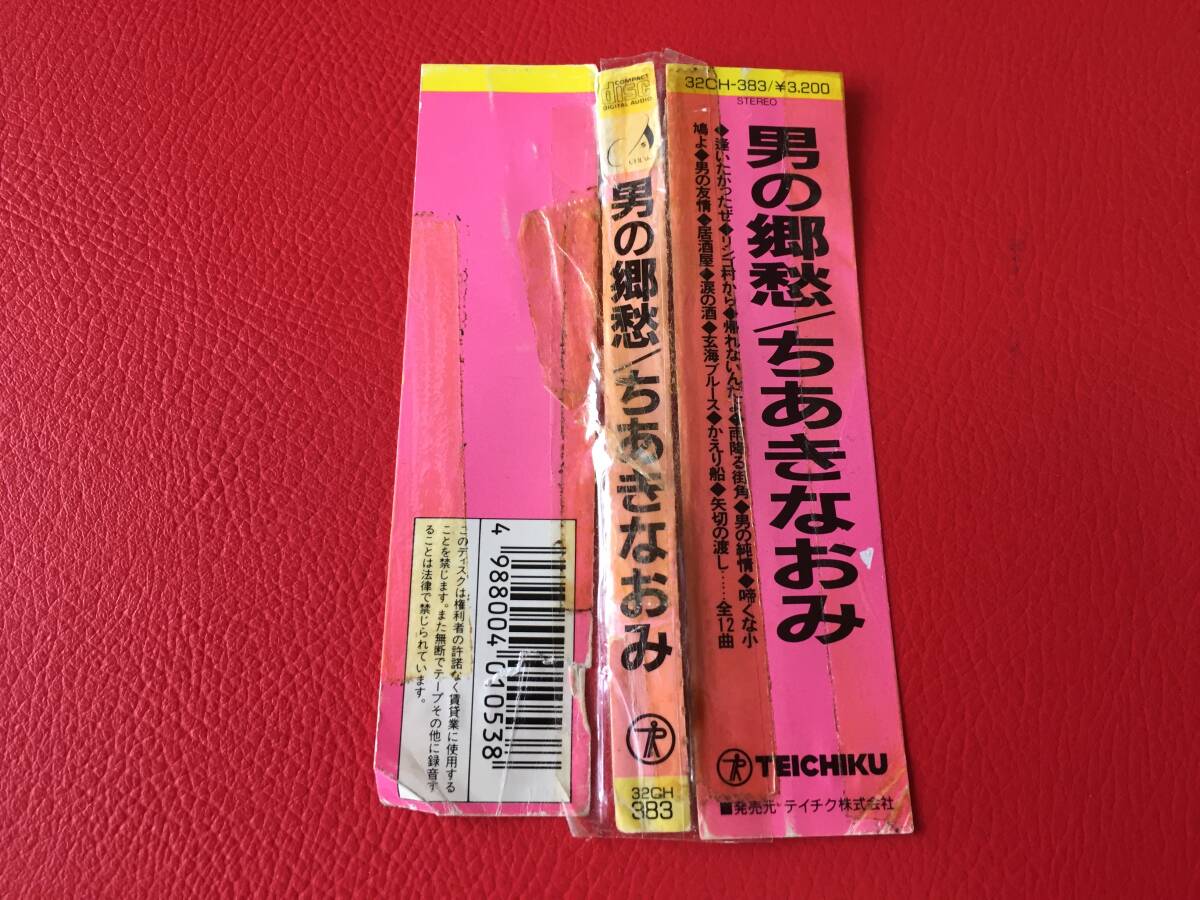 32CH-383/¥3.200
STEREO
男の郷愁/ちあきなおみ
◆逢いたかったぜ◆リンゴ村から◆帰れないんだよ◆雨降る街角◆男の純情◆啼くな小
鳩よ◆男の友情◆居酒屋◆涙の酒◆玄海ブルース◆かえり船◆矢切の渡し……全12曲
TEICHIKU
■発売元 テイチク株式会社
COMPACT
disc
DIGITAL AUDIO
男の郷愁/ちあきなおみ
32CH
383
4 988004 010538
このディスクは権利者の許諾なく賃貸業に使用する
ことを禁じます。また無断でテープその他に録音す
ることは法律で禁じられています。